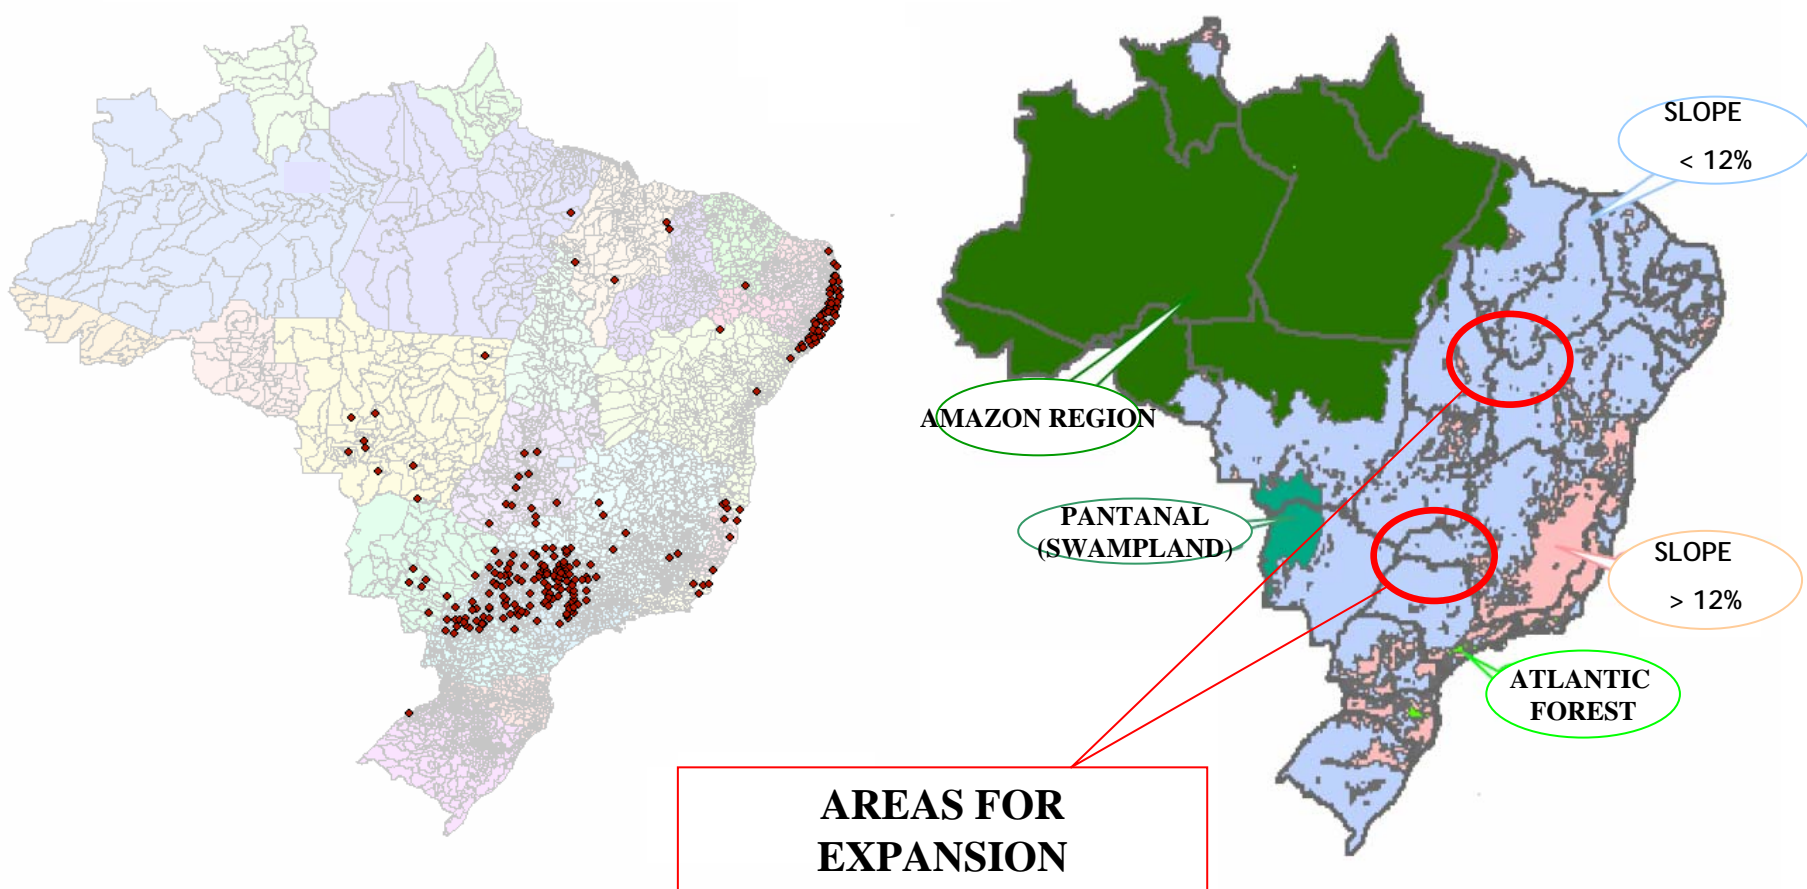 SLOPE
< 12%
AMAZON REGION
PANTANAL
(SWAMPLAND)
SLOPE
> 12%
ATLANTIC
FOREST
AREAS FOR
EXPANSION